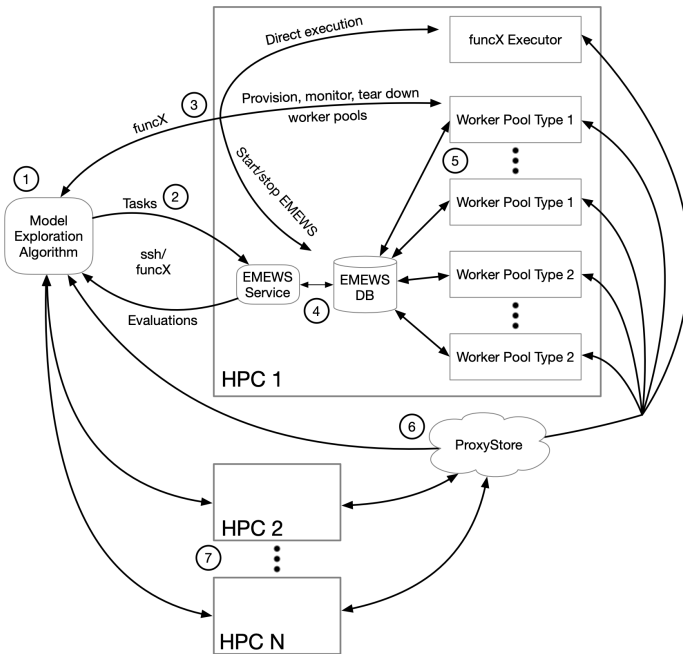 Direct execution
funcX Executor
3
funcX
Provision, monitor, tear down
worker pools
Worker Pool Type 1
1
Tasks
2
Start/stop EMEWS
5
Worker Pool Type 1
Model
Exploration
Algorithm
ssh/
funcX
EMEWS
Service
4
EMEWS
DB
Worker Pool Type 2
Evaluations
Worker Pool Type 2
HPC 1
6
ProxyStore
HPC 2
7
HPC N